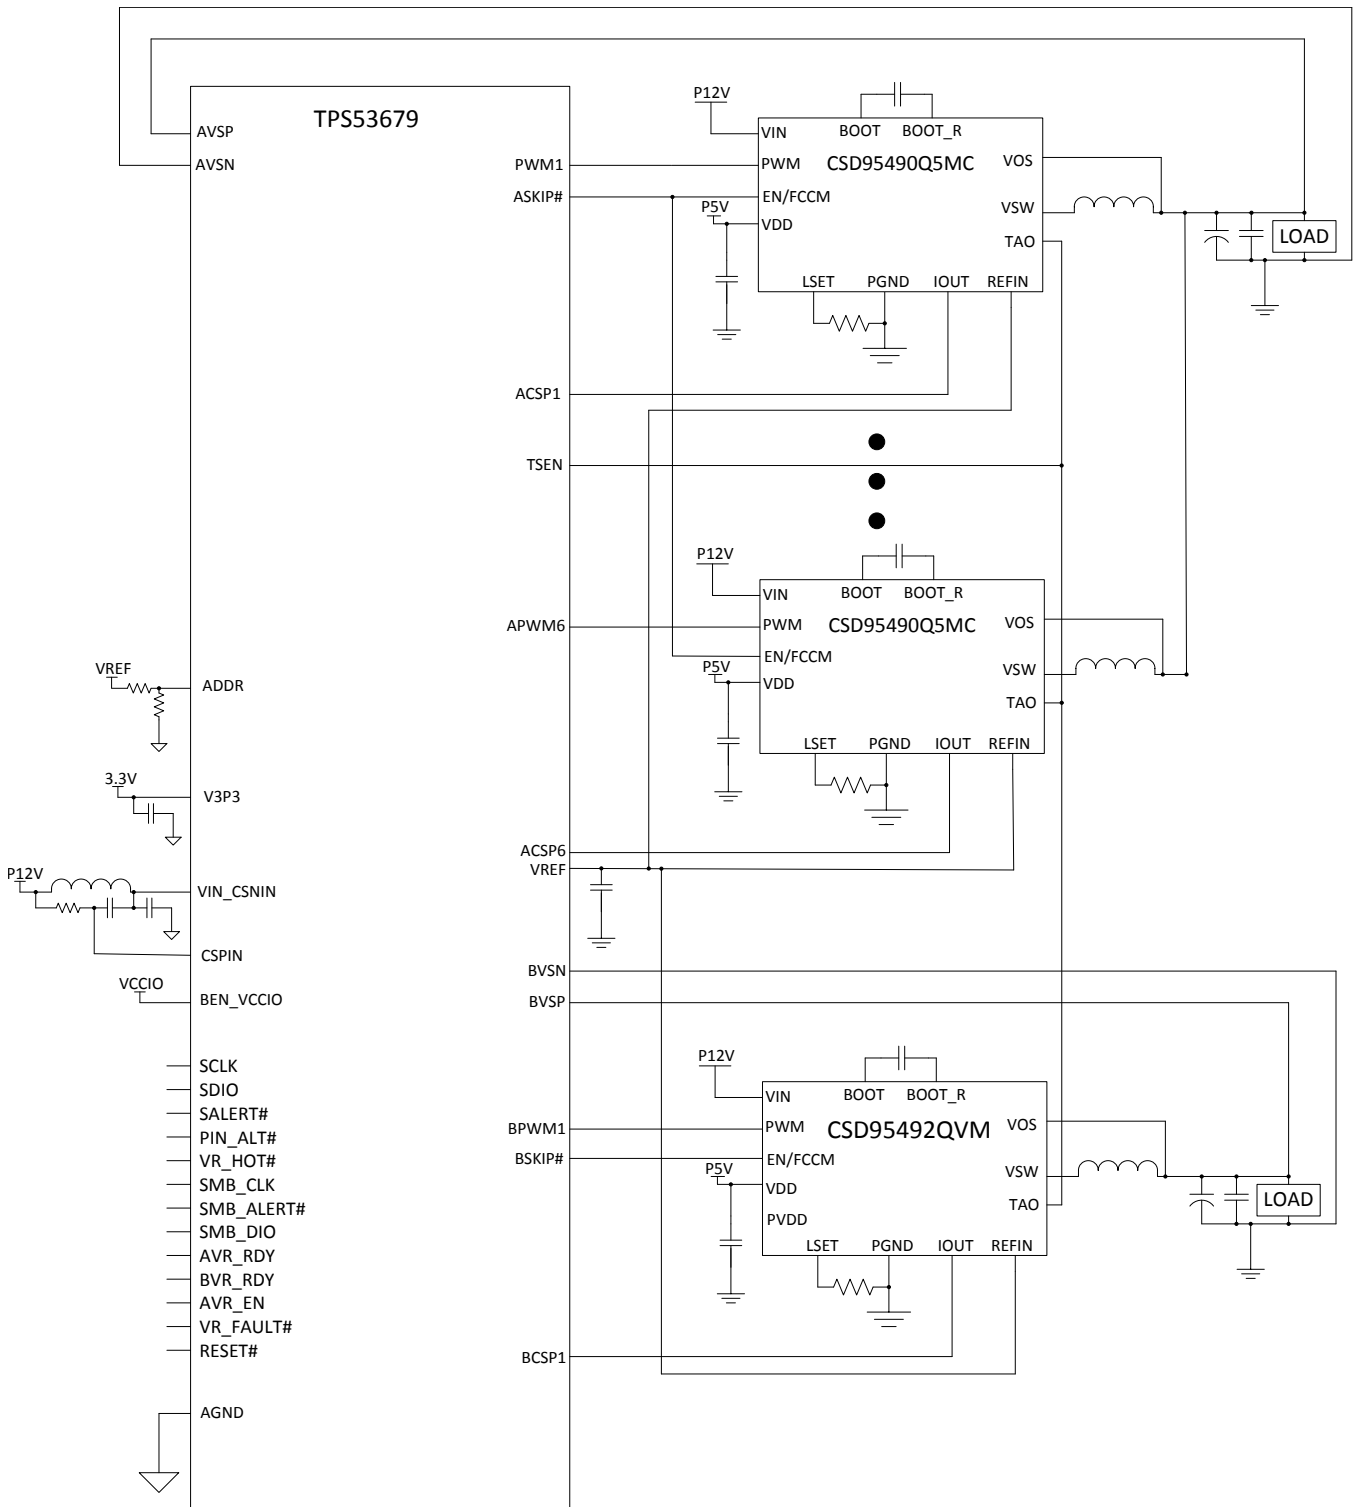 TPS53679
AVSP
AVSN
PWM1
ASKIP#
ACSP1
TSEN
APWM6
ACSP6
VREF
BVSN
BVSP
BPWM1
BSKIP#
BCSP1
VREF
ADDR
3.3V
V3P3
P12V
VIN_CSNIN
CSPIN
VCCIO
BEN_VCCIO
SCLK
SDIO
SALERT#
PIN_ALT#
VR_HOT#
SMB_CLK
SMB_ALERT#
SMB_DIO
AVR_RDY
BVR_RDY
AVR_EN
VR_FAULT#
RESET#
AGND
P12V
VIN
BOOT
BOOT_R
PWM
CSD95490Q5MC
VOS
EN/FCCM
P5V
VDD
VSW
TAO
LSET
PGND
IOUT
REFIN
LOAD
P12V
VIN
BOOT
BOOT_R
PWM
CSD95490Q5MC
VOS
EN/FCCM
P5V
VDD
VSW
TAO
LSET
PGND
IOUT
REFIN
P12V
VIN
BOOT
BOOT_R
PWM
CSD95492QVM
VOS
EN/FCCM
P5V
VDD
VSW
PVDD
TAO
LSET
PGND
IOUT
REFIN
LOAD